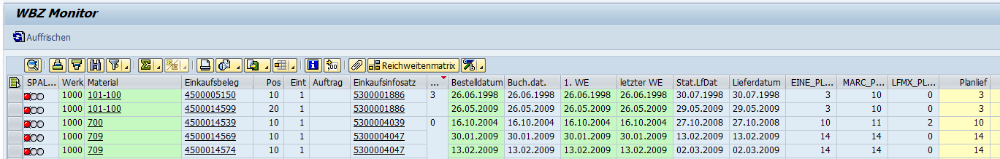 WBZ Monitor
Auffrischen
Reichweitenmatrix
SPAL... Werk Material Einkaufsbeleg Pos Eint Auftrag Einkaufsinfosatz ... Bestelldatum Buch.dat. 1. WE letzter WE Stat.LfDat Lieferdatum EINE_PL... MARC_P... LFMX_PL... Planlief
1000 101-100 4500005150 10 1 5300001886 3 26.06.1998 26.06.1998 26.06.1998 26.06.1998 30.07.1998 30.07.1998 3 10 0 3
1000 101-100 4500014599 20 1 5300001886 26.05.2009 26.05.2009 26.05.2009 26.05.2009 29.05.2009 29.05.2009 3 10 0 3
1000 700 4500014539 10 1 5300004039 0 16.10.2004 16.10.2004 16.10.2004 16.10.2004 27.10.2008 27.10.2008 10 11 2 10
1000 709 4500014569 10 1 5300004047 30.01.2009 30.01.2009 30.01.2009 30.01.2009 13.02.2009 13.02.2009 14 14 0 14
1000 709 4500014574 10 1 5300004047 13.02.2009 13.02.2009 13.02.2009 13.02.2009 02.03.2009 02.03.2009 14 14 0 14